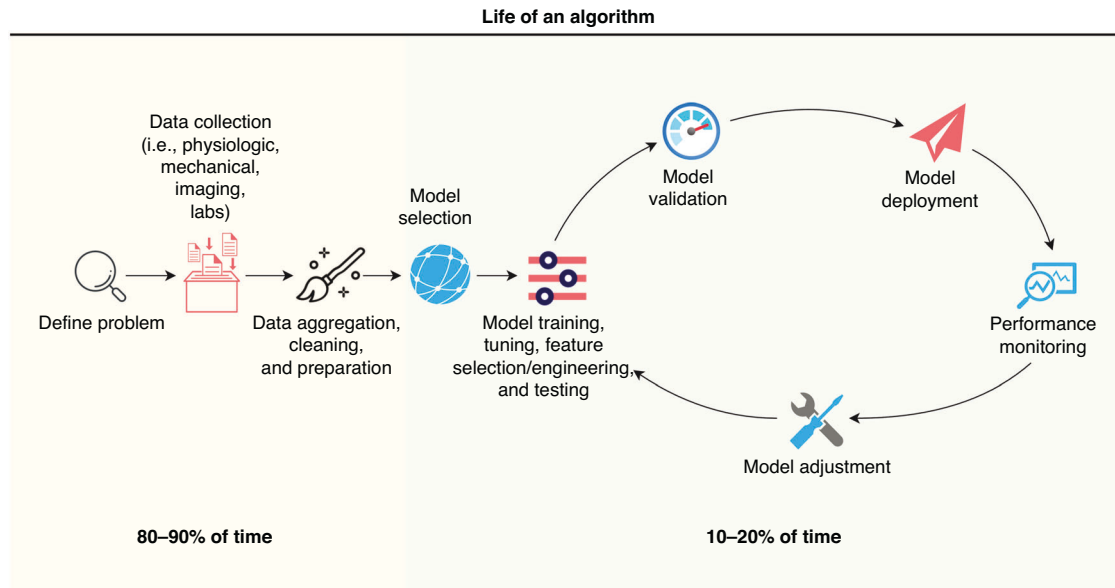 Life of an algorithm
Data collection
(i.e., physiologic,
mechanical,
imaging,
labs)
Define problem
Data aggregation,
cleaning,
and preparation
Model
selection
Model training,
tuning, feature
selection/engineering,
and testing
Model
validation
Model
deployment
Performance
monitoring
Model adjustment
80–90% of time
10–20% of time